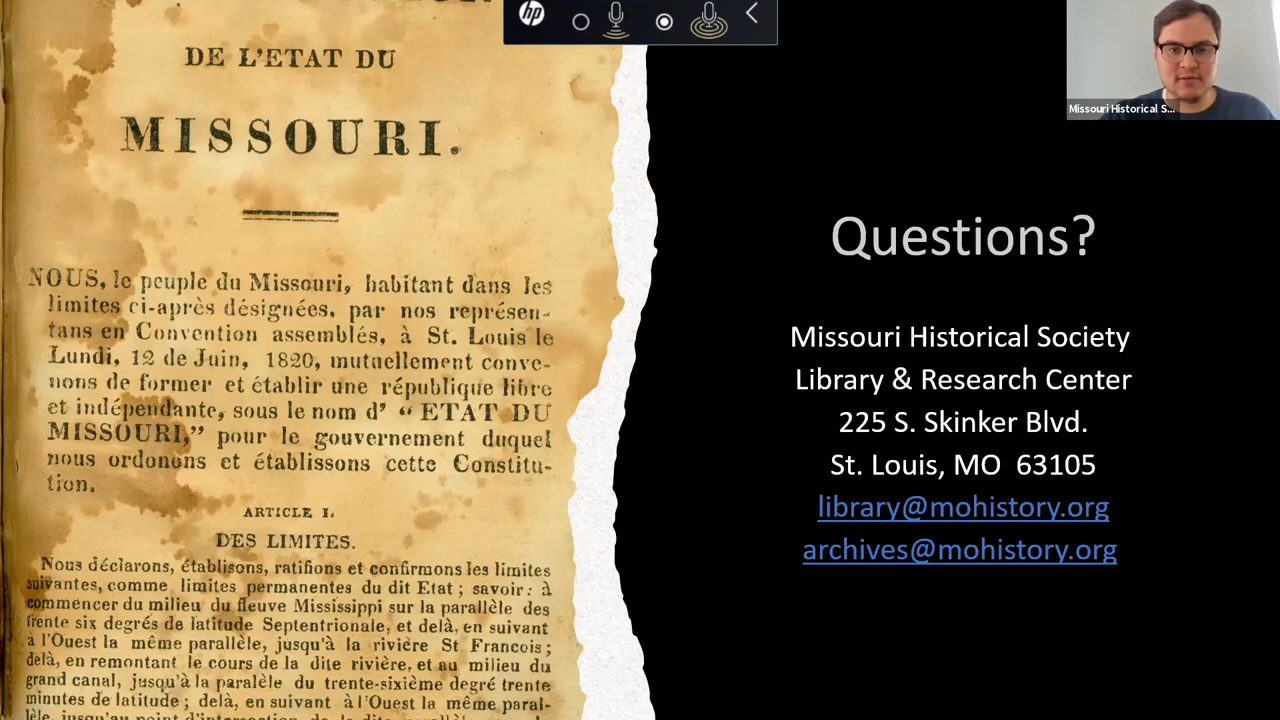 DE L'ETAT DU
MISSOURI.
NOUS, le peuple du Missouri, habitant dans les
limites ci-après désignées, par nos représen-
tans en Convention assemblés, à St. Louis le
Lundi, 12 de Juin, 1820, mutuellement conve-
nons de former et établir une république libre
et indépendante, sous le nom d' “ ETAT DU
MISSOURI,” pour le gouvernement duquel
nous ordonons et établissons cette Constitu-
tion.
ARTICLE I.
DES LIMITES.
Nous déclarons, établisons, ratifions et confirmons les limites
suivantes, comme limites permanentes du dit Etat ; savoir : à
commencer du milieu du fleuve Mississippi sur la parallèle des
trente six degrés de latitude Septentrionale, et delà, en suivant
à l'Ouest la même parallèle, jusqu'à la rivière St. Francois ;
delà, en remontant le cours de la dite rivière, et au milieu du
grand canal, jusqu'à la paralèle du trente-sixième degré trente
minutes de latitude ; delà, en suivant à l'Ouest la même paral-
hp
Missouri Historical S...
Questions?
Missouri Historical Society
Library & Research Center
225 S. Skinker Blvd.
St. Louis, MO 63105
library@mohistory.org
archives@mohistory.org